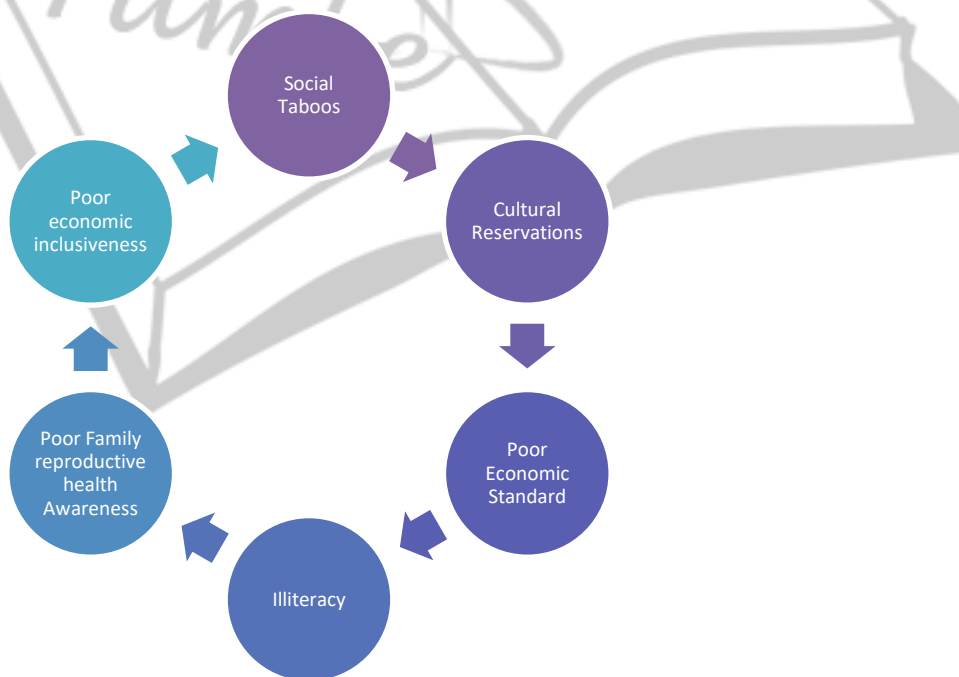 Social
Taboos
Cultural
Reservations
Poor
Economic
Standard
Illiteracy
Poor Family
reproductive
health
Awareness
Poor
economic
inclusiveness